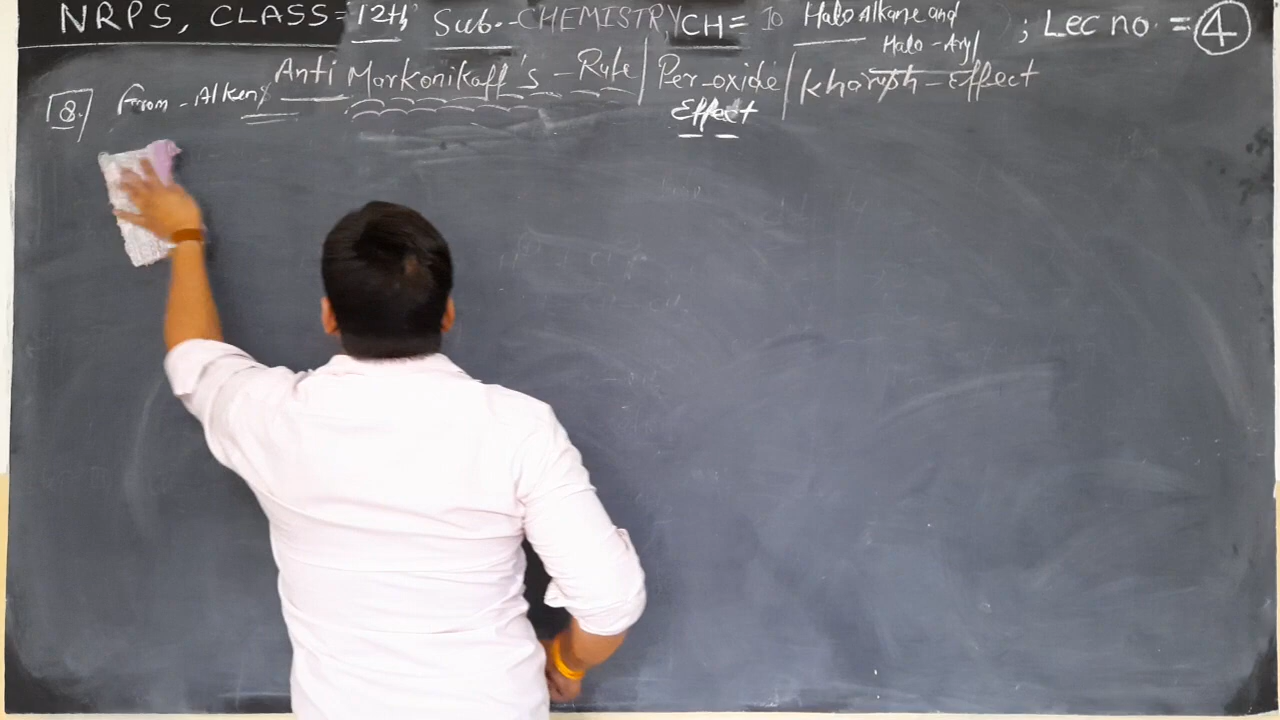 NRPS, CLASS=12th Sub.-CHEMISTRY, CH= 10 Halo Alkane and Halo-Aryl ; Lec no. = 4
8. From-Alkene Anti Markonikoff's-Rule / Per-oxide Effect / kharash-Effect